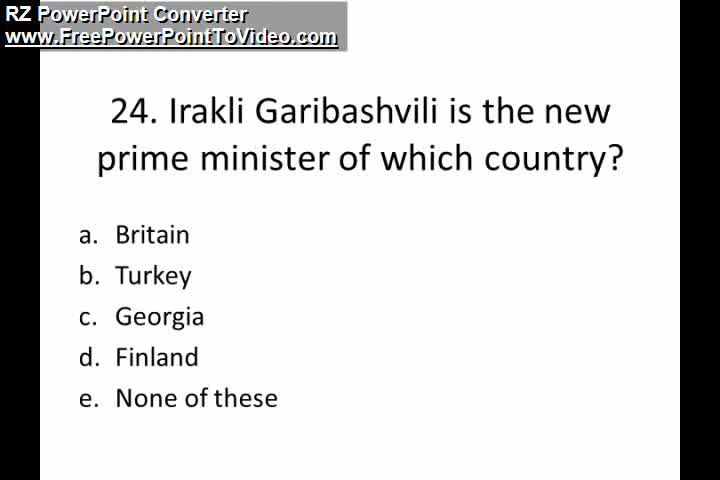 RZ PowerPoint Converter
www.FreePowerPointToVideo.com
24. Irakli Garibashvili is the new
prime minister of which country?
a. Britain
b. Turkey
c. Georgia
d. Finland
e. None of these